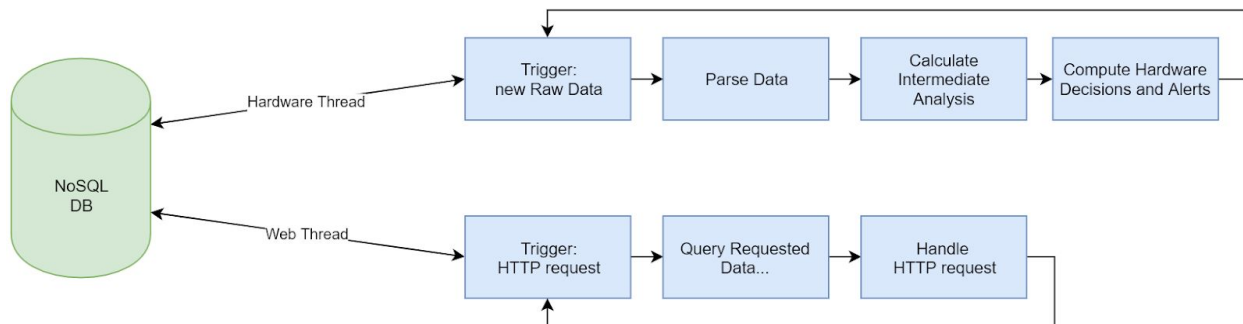 Trigger:
new Raw Data
Parse Data
Calculate
Intermediate
Analysis
Compute Hardware
Decisions and Alerts
Hardware Thread
NoSQL
DB
Web Thread
Trigger:
HTTP request
Query Requested
Data...
Handle
HTTP request